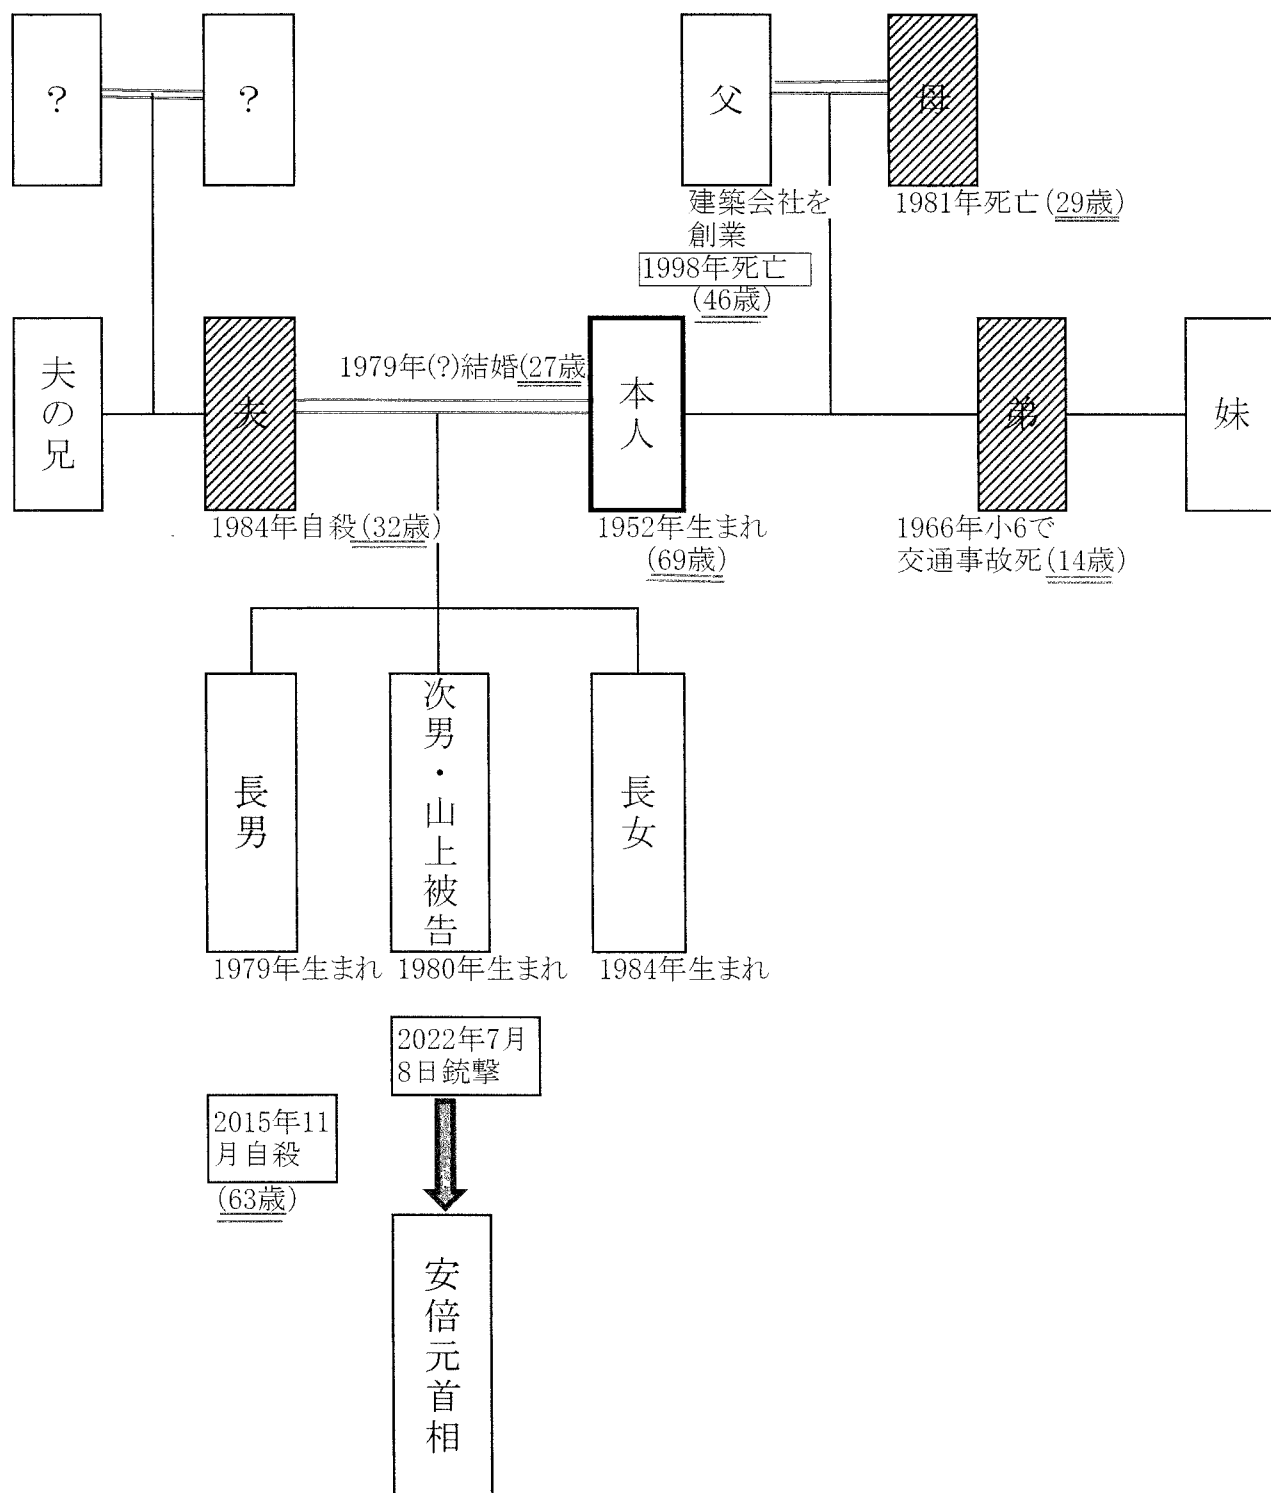 ?
?
父
母
建築会社を
創業
1998年死亡
(46歳)
1981年死亡(29歳)
夫の兄
夫
1979年(?)結婚(27歳
本人
弟
妹
1984年自殺(32歳)
1952年生まれ
(69歳)
1966年小6で
交通事故死(14歳)
長男
次男・山上被告
長女
1979年生まれ
1980年生まれ
1984年生まれ
2022年7月
8日銃撃
2015年11
月自殺
(63歳)
安倍元首相